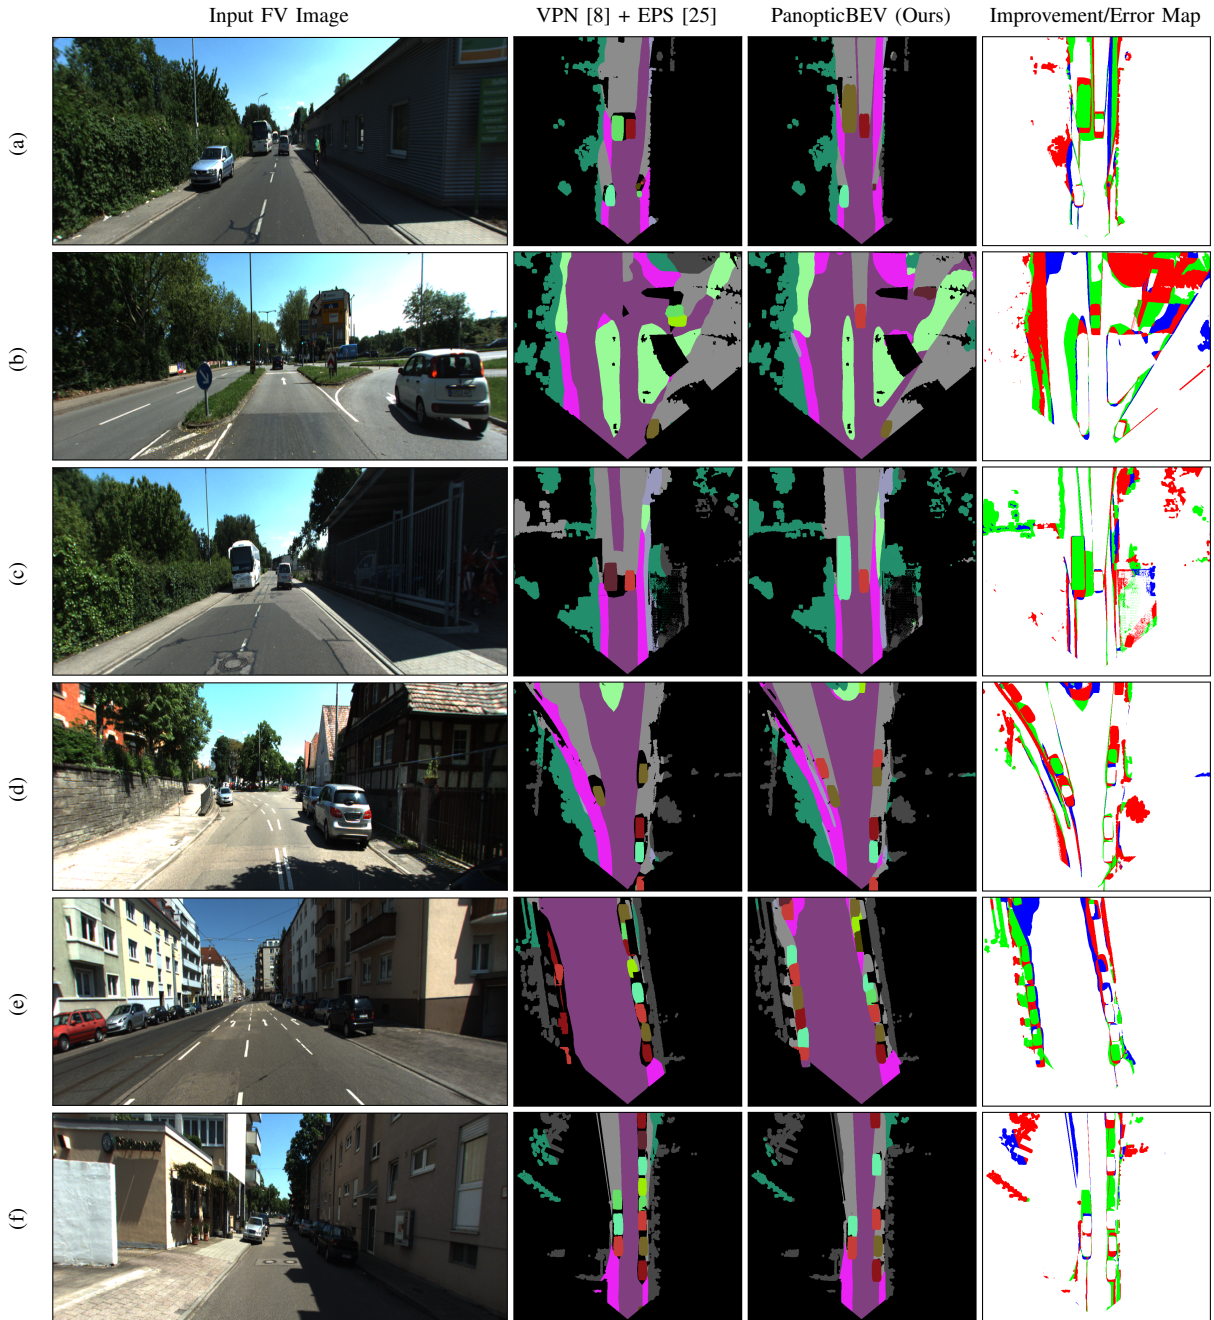 Input FV Image
VPN [8] + EPS [25]
PanopticBEV (Ours)
Improvement/Error Map
(a)
(b)
(c)
(d)
(e)
(f)